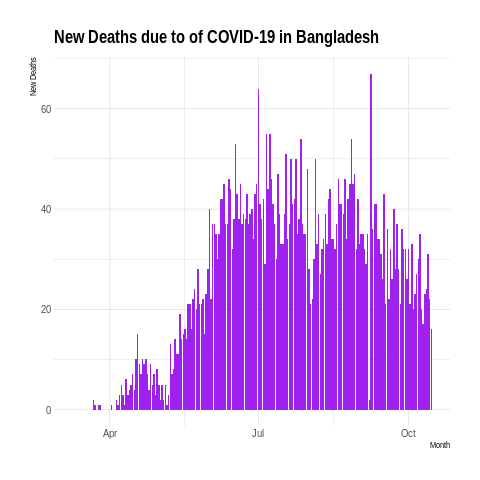 New Deaths due to of COVID-19 in Bangladesh
New Deaths
60
40
20
0
Apr
Jul
Oct
Month